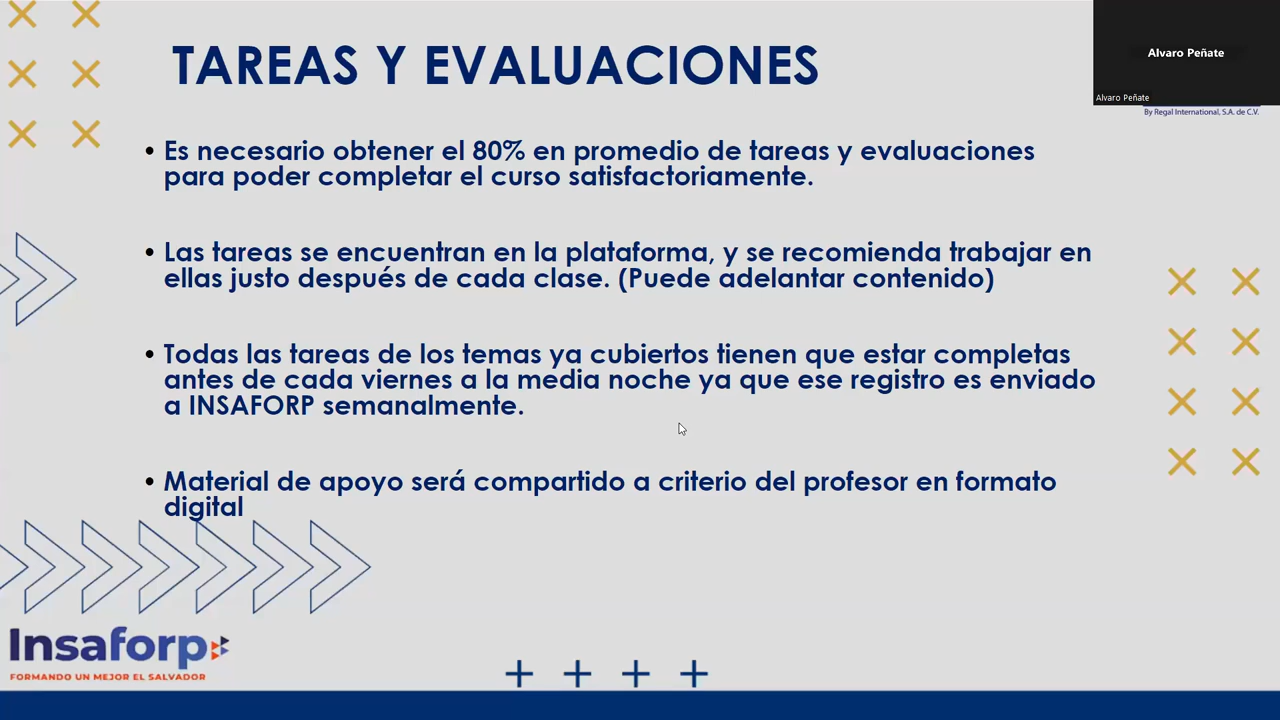 TAREAS Y EVALUACIONES
Alvaro Peñate
Alvaro Peñate
By Regal International, S.A. de C.V.
• Es necesario obtener el 80% en promedio de tareas y evaluaciones
para poder completar el curso satisfactoriamente.
• Las tareas se encuentran en la plataforma, y se recomienda trabajar en
ellas justo después de cada clase. (Puede adelantar contenido)
• Todas las tareas de los temas ya cubiertos tienen que estar completas
antes de cada viernes a la media noche ya que ese registro es enviado
a INSAFORP semanalmente.
• Material de apoyo será compartido a criterio del profesor en formato
digital
Insaforp
FORMANDO UN MEJOR EL SALVADOR